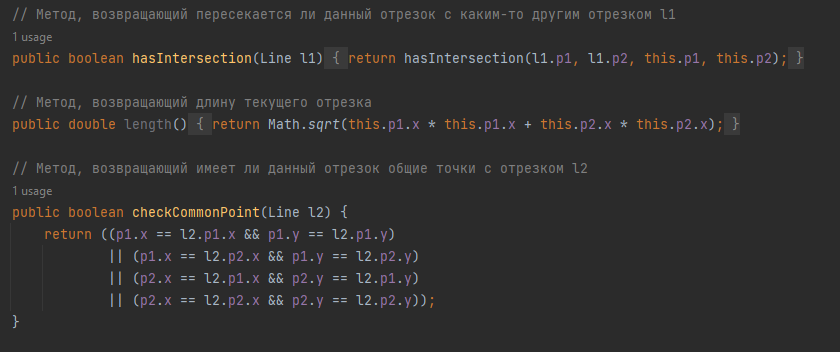 // Метод, возвращающий пересекается ли данный отрезок с каким-то другим отрезком l1
1 usage
public boolean hasIntersection(Line l1) { return hasIntersection(l1.p1, l1.p2, this.p1, this.p2); }
// Метод, возвращающий длину текущего отрезка
public double length() { return Math.sqrt(this.p1.x * this.p1.x + this.p2.x * this.p2.x); }
// Метод, возвращающий имеет ли данный отрезок общие точки с отрезком l2
1 usage
public boolean checkCommonPoint(Line l2) {
return ((p1.x == l2.p1.x && p1.y == l2.p1.y)
|| (p1.x == l2.p2.x && p1.y == l2.p2.y)
|| (p2.x == l2.p1.x && p2.y == l2.p1.y)
|| (p2.x == l2.p2.x && p2.y == l2.p2.y));
}